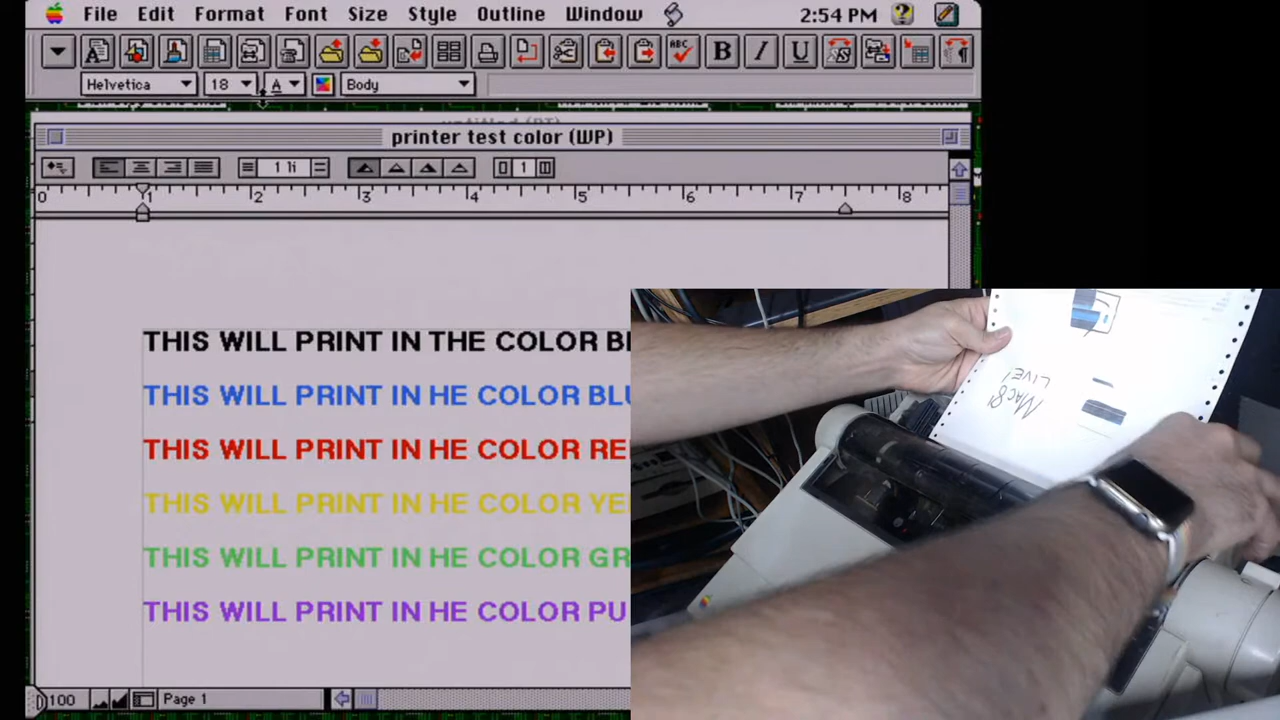 File Edit Format Font Size Style Outline Window 2:54 PM ?
ABC B I U
Helvetica 18 A Body
printer test color (WP)
1 li 1
0 1 2 3 4 5 6 7 8
THIS WILL PRINT IN THE COLOR B
THIS WILL PRINT IN HE COLOR BLU
THIS WILL PRINT IN HE COLOR RE
THIS WILL PRINT IN HE COLOR YE
THIS WILL PRINT IN HE COLOR GR
THIS WILL PRINT IN HE COLOR PU
100 Page 1
Mac84
LIVE!